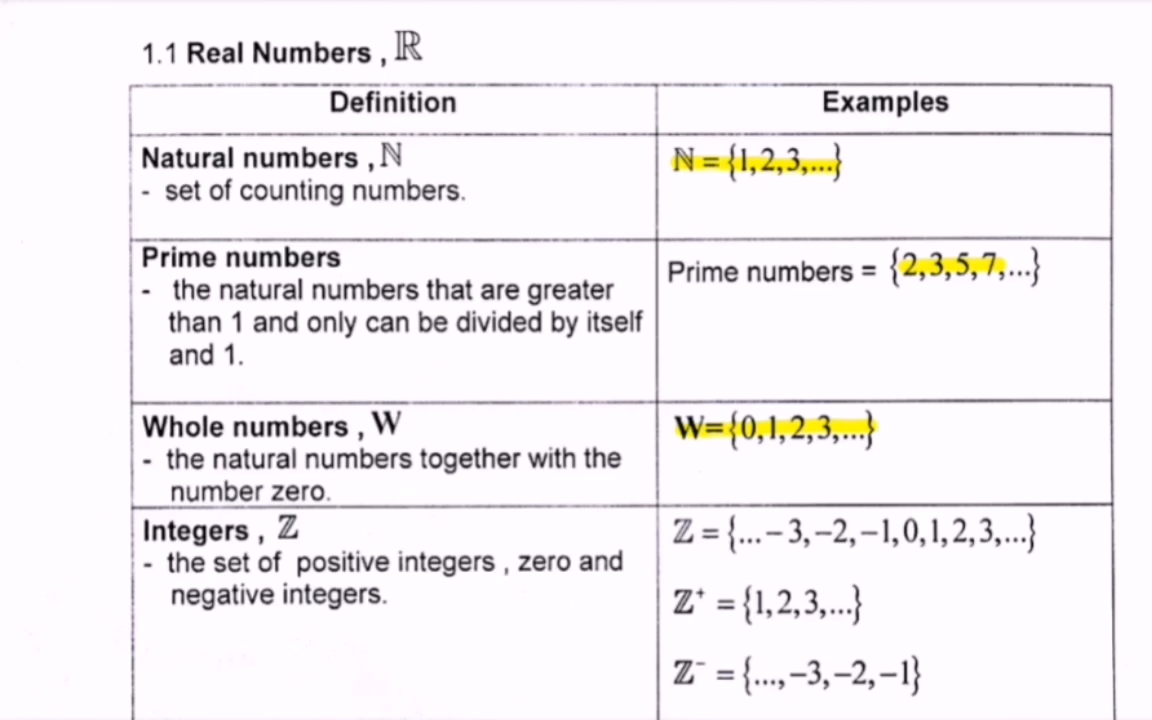 1.1 Real Numbers , ℝ
Definition
Examples
Natural numbers , ℕ
- set of counting numbers.
ℕ = {1,2,3,...}
Prime numbers
- the natural numbers that are greater
than 1 and only can be divided by itself
and 1.
Prime numbers = {2,3,5,7,...}
Whole numbers , W
- the natural numbers together with the
number zero.
W={0,1,2,3,...}
Integers , ℤ
- the set of positive integers , zero and
negative integers.
ℤ = {...−3,−2,−1,0,1,2,3,...}
ℤ⁺ = {1,2,3,...}
ℤ⁻ = {...,−3,−2,−1}